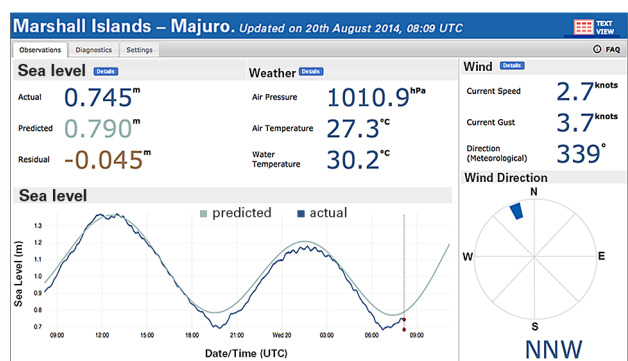 Marshall Islands – Majuro. Updated on 20th August 2014, 08:09 UTC
TEXT VIEW
Observations Diagnostics Settings
FAQ
Sea level Details
Actual 0.745m
Predicted 0.790m
Residual -0.045m
Weather Details
Air Pressure 1010.9hPa
Air Temperature 27.3°C
Water Temperature 30.2°C
Wind Details
Current Speed 2.7knots
Current Gust 3.7knots
Direction (Meteorological) 339°
Sea level
predicted actual
Sea Level (m)
1.3
1.2
1.1
1.0
0.9
0.8
0.7
09:00 12:00 15:00 18:00 21:00 Wed 20 03:00 06:00 09:00
Date/Time (UTC)
Wind Direction
N
W E
S
NNW